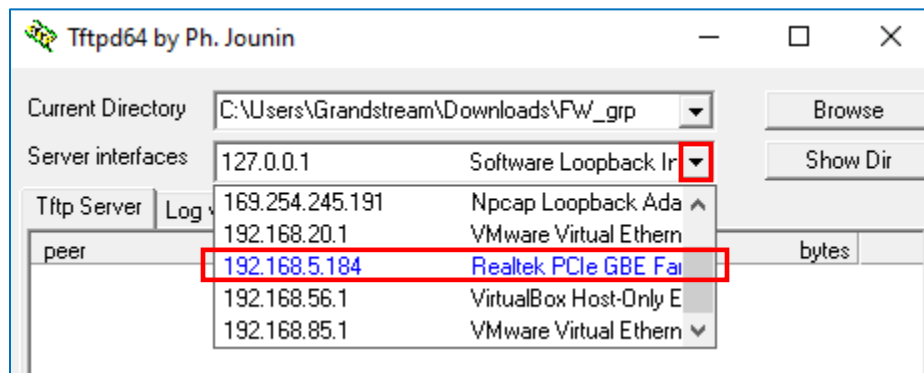 Tftpd64 by Ph. Jounin
Current Directory C:\Users\Grandstream\Downloads\FW_grp Browse
Server interfaces 127.0.0.1 Software Loopback In Show Dir
Tftp Server Log
169.254.245.191 Npcap Loopback Ada
192.168.20.1 VMware Virtual Ethern
peer bytes
192.168.5.184 Realtek PCIe GBE Fai
192.168.56.1 VirtualBox Host-Only E
192.168.85.1 VMware Virtual Ethern